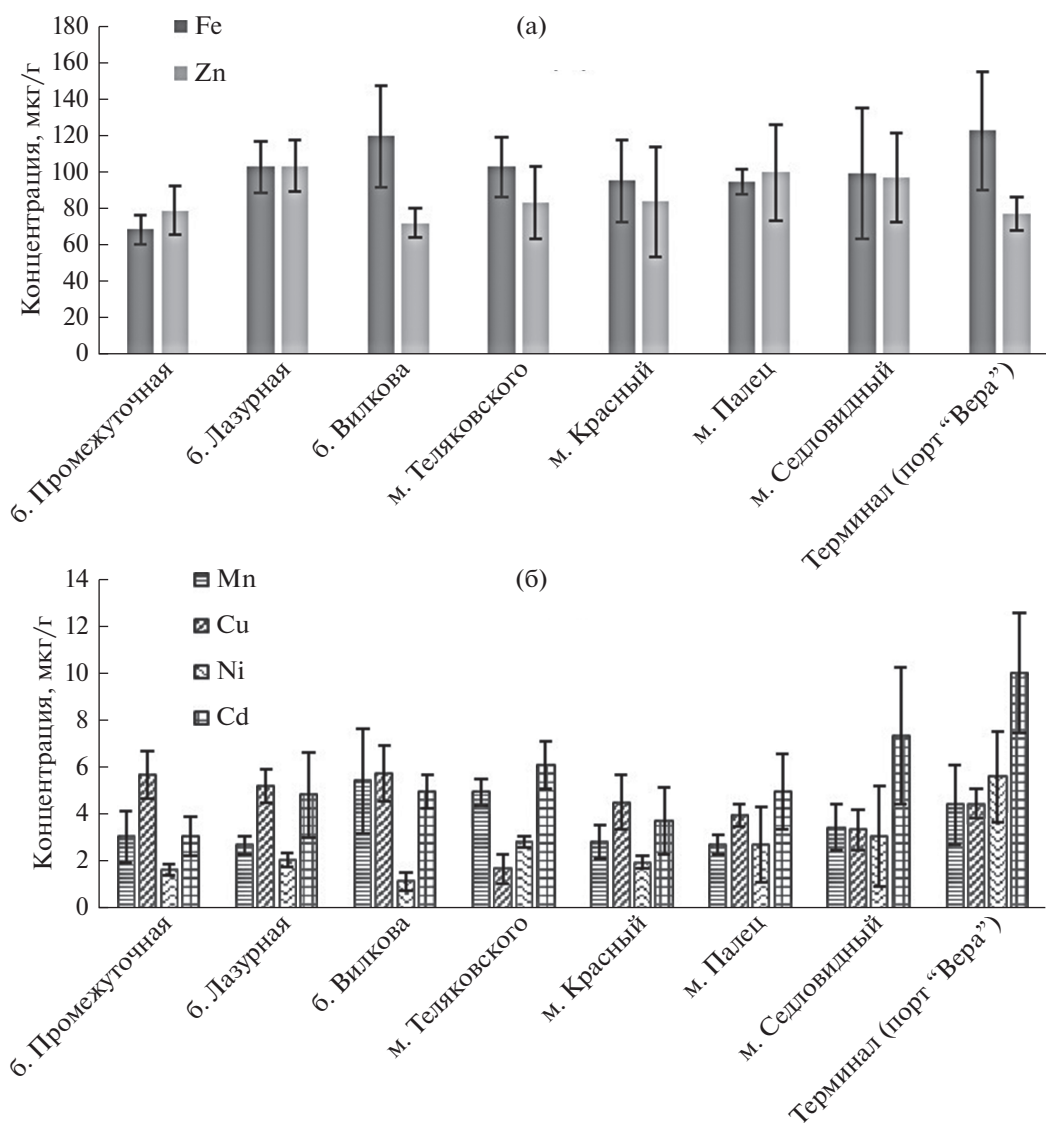 (а)
Fe
Zn
Концентрация, мкг/г
180
160
140
120
100
80
60
40
20
0
б. Промежуточная
б. Лазурная
б. Вилкова
м. Теляковского
м. Красный
м. Палец
м. Седловидный
Терминал (порт “Вера”)
(б)
Mn
Cu
Ni
Cd
Концентрация, мкг/г
14
12
10
8
6
4
2
0
б. Промежуточная
б. Лазурная
б. Вилкова
м. Теляковского
м. Красный
м. Палец
м. Седловидный
Терминал (порт “Вера”)